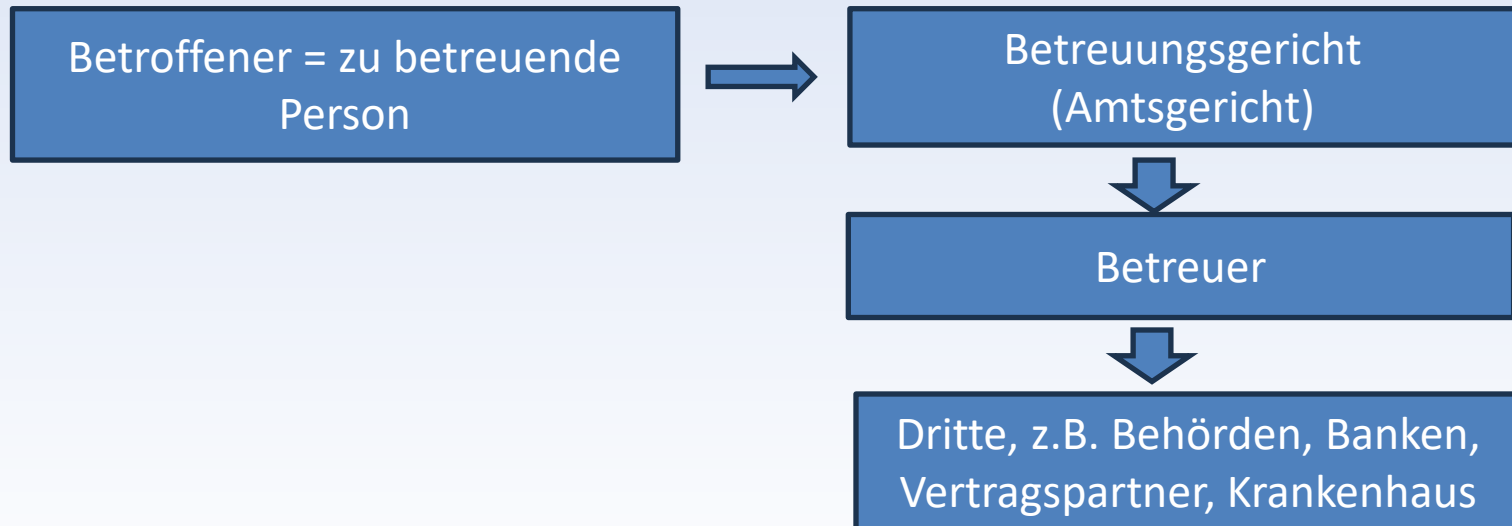 Betroffener = zu betreuende
Person
Betreuungsgericht
(Amtsgericht)
Betreuer
Dritte, z.B. Behörden, Banken,
Vertragspartner, Krankenhaus